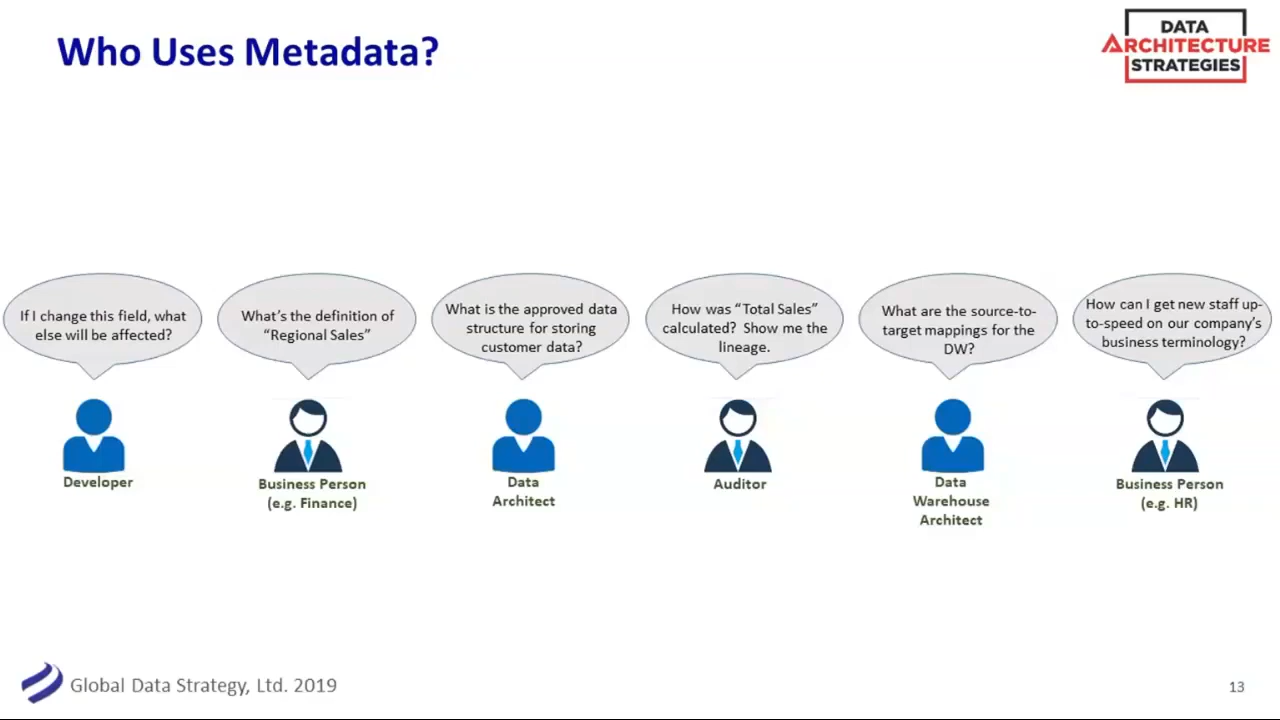 Who Uses Metadata?
DATA
ARCHITECTURE
STRATEGIES
If I change this field, what
else will be affected?
What's the definition of
“Regional Sales”
What is the approved data
structure for storing
customer data?
How was “Total Sales”
calculated? Show me the
lineage.
What are the source-to-
target mappings for the
DW?
How can I get new staff up-
to-speed on our company's
business terminology?
Developer
Business Person
(e.g. Finance)
Data
Architect
Auditor
Data
Warehouse
Architect
Business Person
(e.g. HR)
Global Data Strategy, Ltd. 2019
13